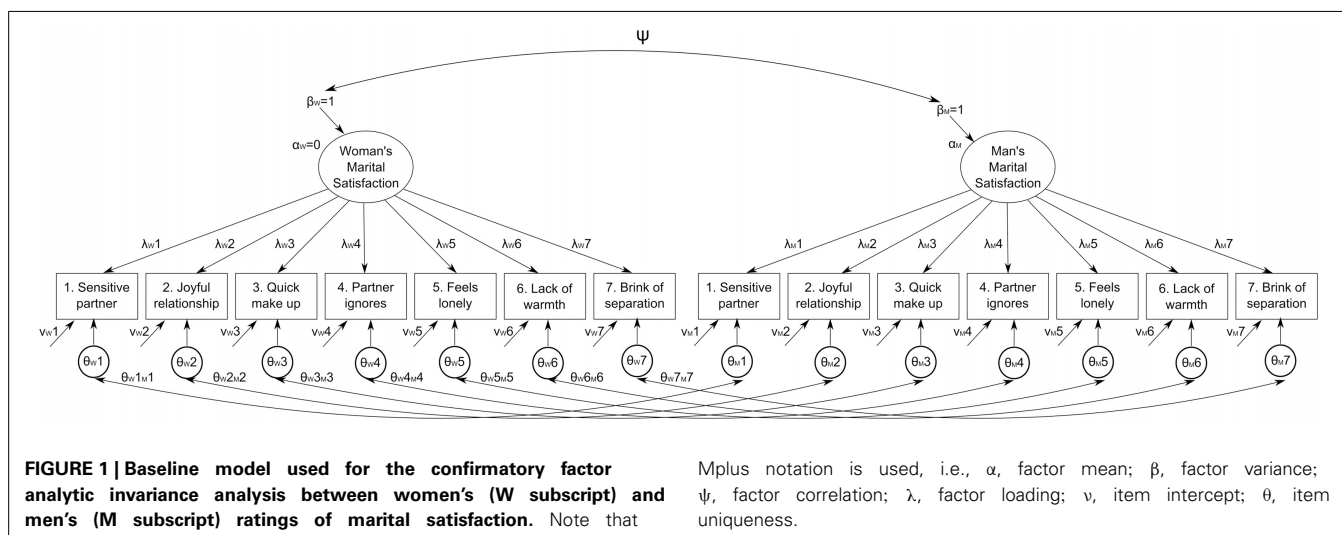 Ψ
βW=1
βM=1
αW=0
αM
Woman's
Marital
Satisfaction
Man's
Marital
Satisfaction
λW1 λW2 λW3 λW4 λW5 λW6 λW7
λM1 λM2 λM3 λM4 λM5 λM6 λM7
1. Sensitive
partner
2. Joyful
relationship
3. Quick
make up
4. Partner
ignores
5. Feels
lonely
6. Lack of
warmth
7. Brink of
separation
1. Sensitive
partner
2. Joyful
relationship
3. Quick
make up
4. Partner
ignores
5. Feels
lonely
6. Lack of
warmth
7. Brink of
separation
νW1 νW2 νW3 νW4 νW5 νW6 νW7
νM1 νM2 νM3 νM4 νM5 νM6 νM7
θW1 θW2 θW3 θW4 θW5 θW6 θW7
θM1 θM2 θM3 θM4 θM5 θM6 θM7
θW1M1 θW2M2 θW3M3 θW4M4 θW5M5 θW6M6 θW7M7
FIGURE 1 | Baseline model used for the confirmatory factor
analytic invariance analysis between women's (W subscript) and
men's (M subscript) ratings of marital satisfaction. Note that
Mplus notation is used, i.e., α, factor mean; β, factor variance;
ψ, factor correlation; λ, factor loading; ν, item intercept; θ, item
uniqueness.